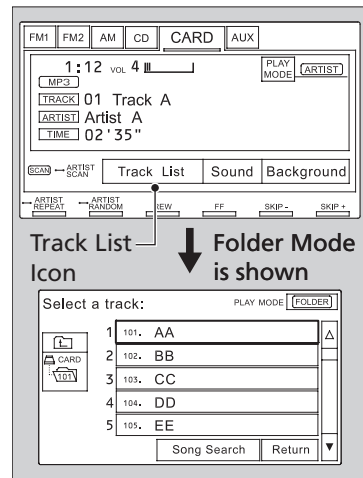 FM1 FM2 AM CD CARD AUX
1:12 VOL 4
PLAY MODE ARTIST
MP3
TRACK 01 Track A
ARTIST Artist A
TIME 02'35"
SCAN ARTIST SCAN Track List Sound Background
ARTIST REPEAT ARTIST RANDOM REW FF SKIP - SKIP +
Track List Icon
Folder Mode is shown
Select a track: PLAY MODE FOLDER
1 101. AA
CARD 2 102. BB
101 3 103. CC
4 104. DD
5 105. EE
Song Search Return